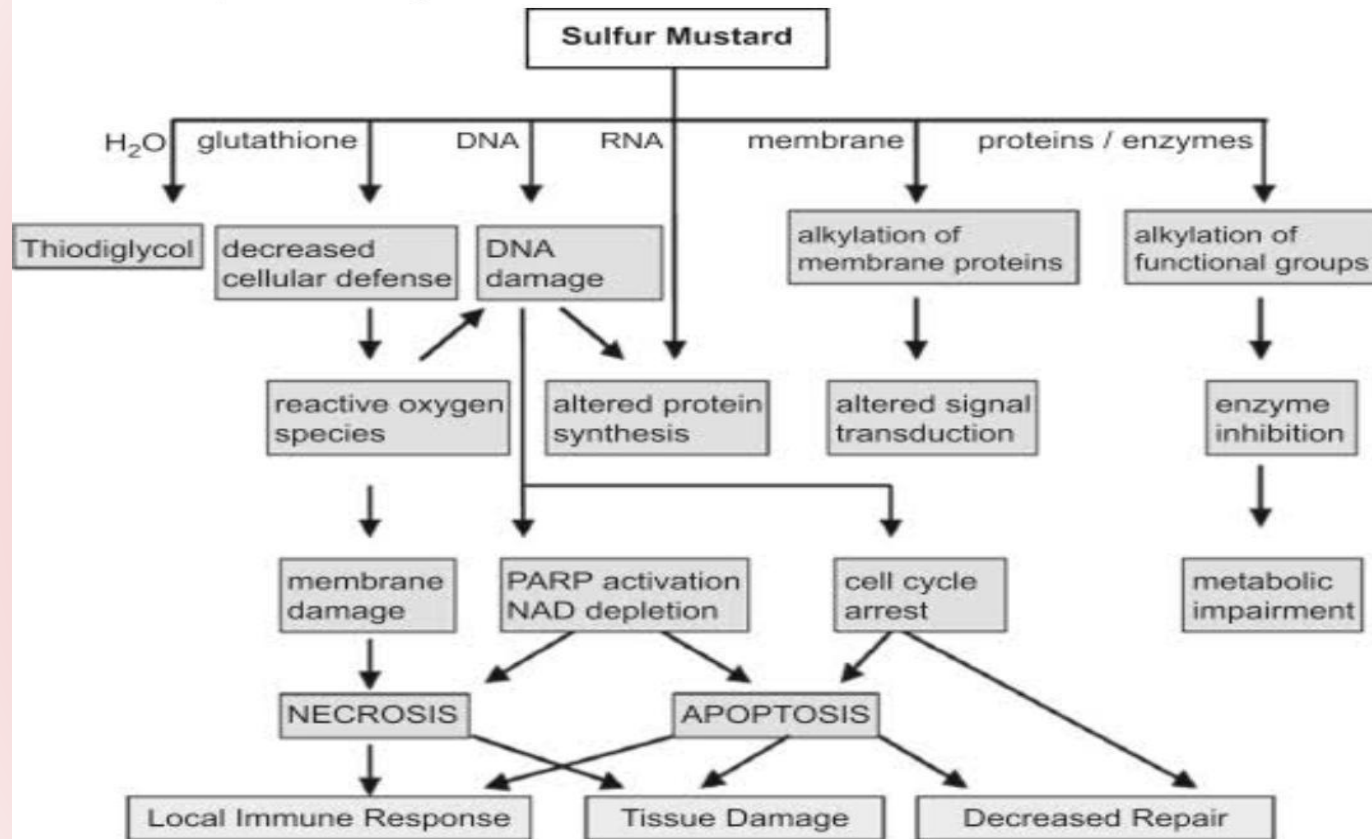 Sulfur Mustard
H₂O
glutathione
DNA
RNA
membrane
proteins / enzymes
Thiodiglycol
decreased
cellular defense
DNA
damage
alkylation of
membrane proteins
alkylation of
functional groups
reactive oxygen
species
altered protein
synthesis
altered signal
transduction
enzyme
inhibition
membrane
damage
PARP activation
NAD depletion
cell cycle
arrest
metabolic
impairment
NECROSIS
APOPTOSIS
Local Immune Response
Tissue Damage
Decreased Repair